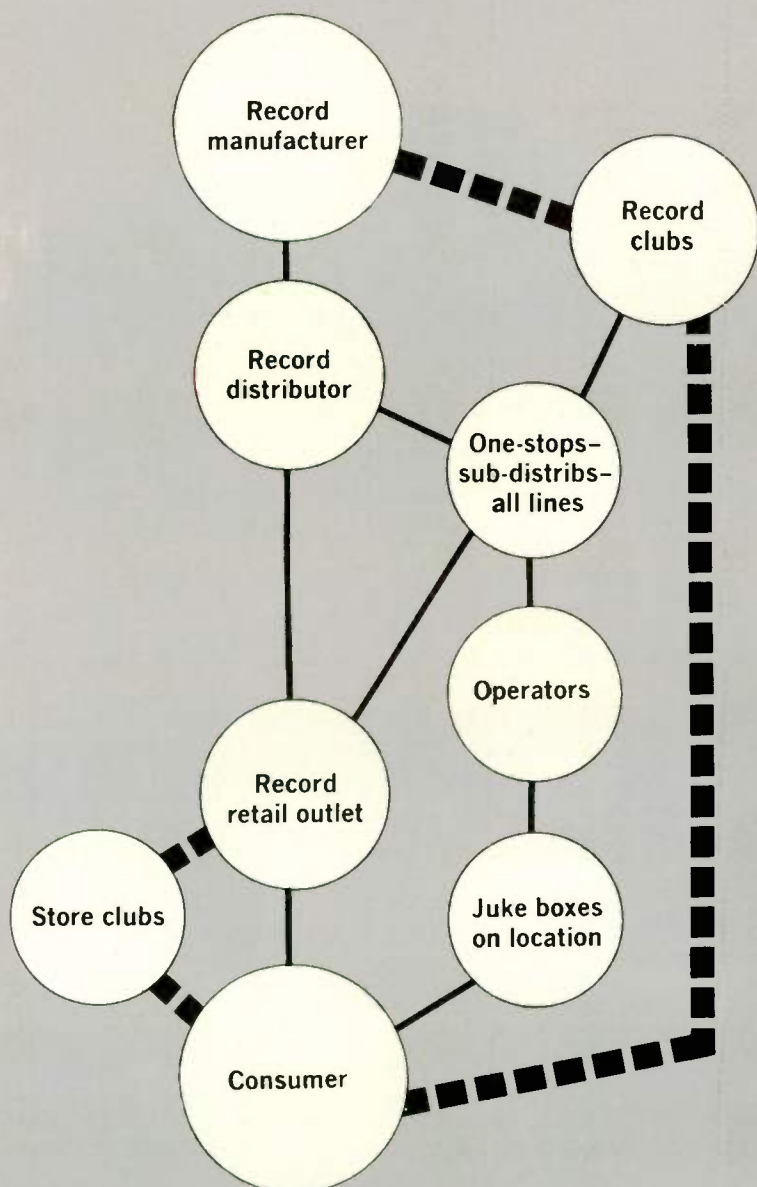 Record
manufacturer
Record
clubs
Record
distributor
One-stops–
sub-distribs–
all lines
Operators
Record
retail outlet
Store clubs
Juke boxes
on location
Consumer